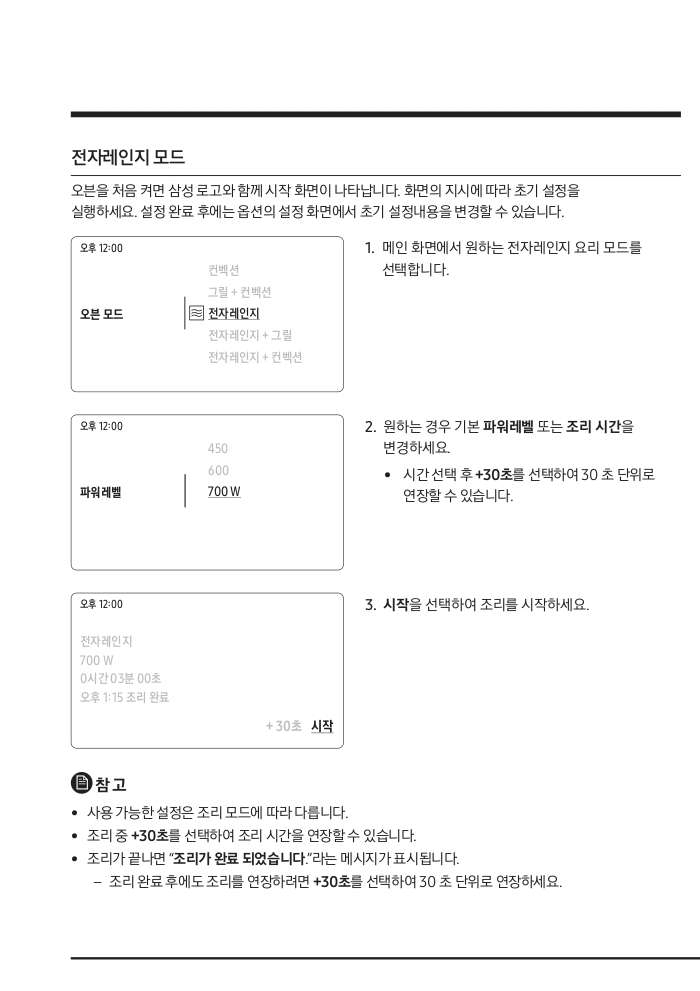 전자레인지 모드
오븐을 처음 켜면 삼성 로고와 함께 시작 화면이 나타납니다. 화면의 지시에 따라 초기 설정을
실행하세요. 설정 완료 후에는 옵션의 설정 화면에서 초기 설정내용을 변경할 수 있습니다.
오후 12:00
컨벡션
그릴 + 컨벡션
오븐 모드
전자레인지
전자레인지 + 그릴
전자레인지 + 컨벡션
1. 메인 화면에서 원하는 전자레인지 요리 모드를
선택합니다.
오후 12:00
450
600
파워레벨
700 W
2. 원하는 경우 기본 파워레벨 또는 조리 시간을
변경하세요.
• 시간 선택 후 +30초를 선택하여 30 초 단위로
연장할 수 있습니다.
오후 12:00
전자레인지
700 W
0시간 03분 00초
오후 1:15 조리 완료
+ 30초 시작
3. 시작을 선택하여 조리를 시작하세요.
참고
• 사용 가능한 설정은 조리 모드에 따라 다릅니다.
• 조리 중 +30초를 선택하여 조리 시간을 연장할 수 있습니다.
• 조리가 끝나면 “조리가 완료 되었습니다.”라는 메시지가 표시됩니다.
– 조리 완료 후에도 조리를 연장하려면 +30초를 선택하여 30 초 단위로 연장하세요.